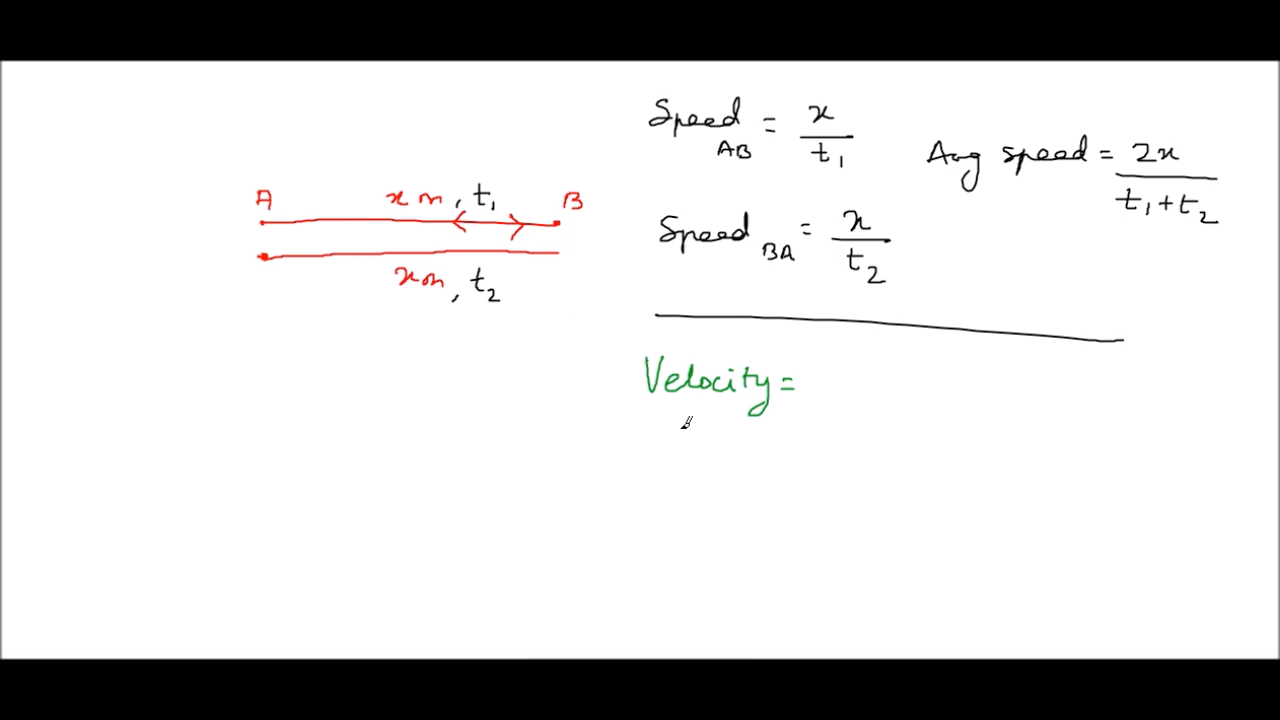 Speed AB = x / t1
Avg speed = 2x / t1 + t2
A x m, t1 B
Speed BA = x / t2
x m, t2
Velocity =